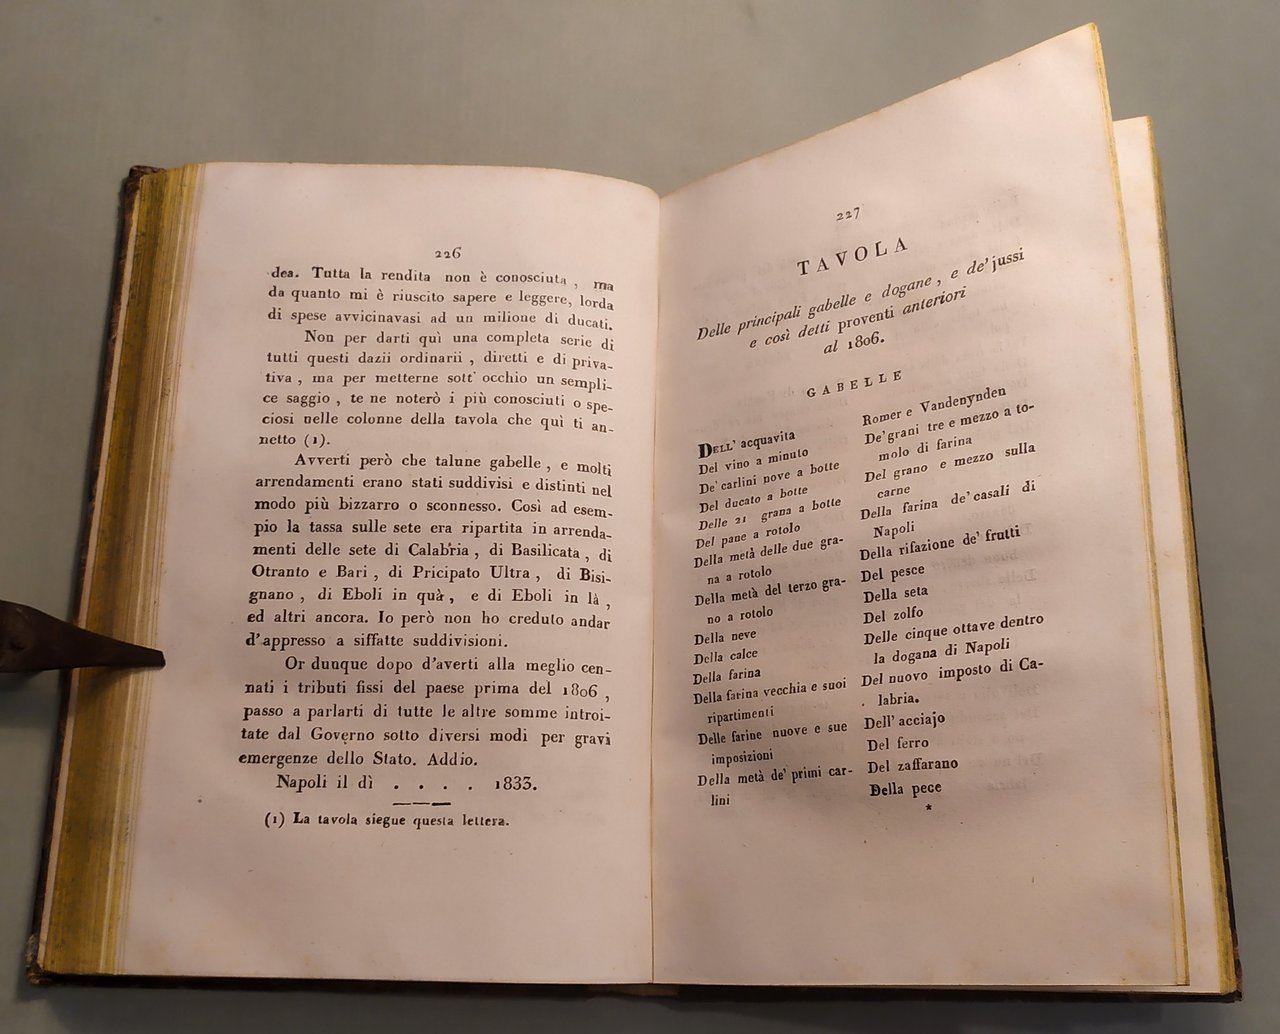 226
dea. Tutta la rendita non è conosciuta , ma
da quanto mi è riuscito sapere e leggere, lorda
di spese avvicinavasi ad un milione di ducati.
Non per darti quì una completa serie di
tutti questi dazii ordinarii , diretti e di priva-
tiva , ma per metterne sott' occhio un sempli-
ce saggio , te ne noterò i più conosciuti o spe-
ciosi nelle colonne della tavola che quì ti an-
netto (1).
Avverti però che talune gabelle , e molti
arrendamenti erano stati suddivisi e distinti nel
modo più bizzarro o sconnesso. Così ad esem-
pio la tassa sulle sete era ripartita in arrenda-
menti delle sete di Calabria , di Basilicata , di
Otranto e Bari , di Pricipato Ultra , di Bisi-
gnano , di Eboli in quà , e di Eboli in là ,
ed altri ancora. Io però non ho creduto andar
d'appresso a siffatte suddivisioni.
Or dunque dopo d'averti alla meglio cen-
nati i tributi fissi del paese prima del 1806 ,
passo a parlarti di tutte le altre somme introi-
tate dal Governo sotto diversi modi per gravi
emergenze dello Stato. Addio.
Napoli il dì . . . . 1833.
(1) La tavola siegue questa lettera.
227
TAVOLA
Delle principali gabelle e dogane , e de' jussi
e così detti proventi anteriori
al 1806.
GABELLE
DELL' acquavita
Del vino a minuto
De' carlini nove a botte
Del ducato a botte
Delle 21 grana a botte
Del pane a rotolo
Della metà delle due gra-
na a rotolo
Della metà del terzo gra-
no a rotolo
Della neve
Della calce
Della farina
Della farina vecchia e suoi
ripartimenti
Delle farine nuove e sue
imposizioni
Della metà de' primi car-
lini
Romer e Vandenynden
De' grani tre e mezzo a to-
molo di farina
Del grano e mezzo sulla
carne
Della farina de' casali di
Napoli
Della rifazione de' frutti
Del pesce
Della seta
Del zolfo
Delle cinque ottave dentro
la dogana di Napoli
Del nuovo imposto di Ca-
labria.
Dell' acciajo
Del ferro
Del zaffarano
Della pece
*